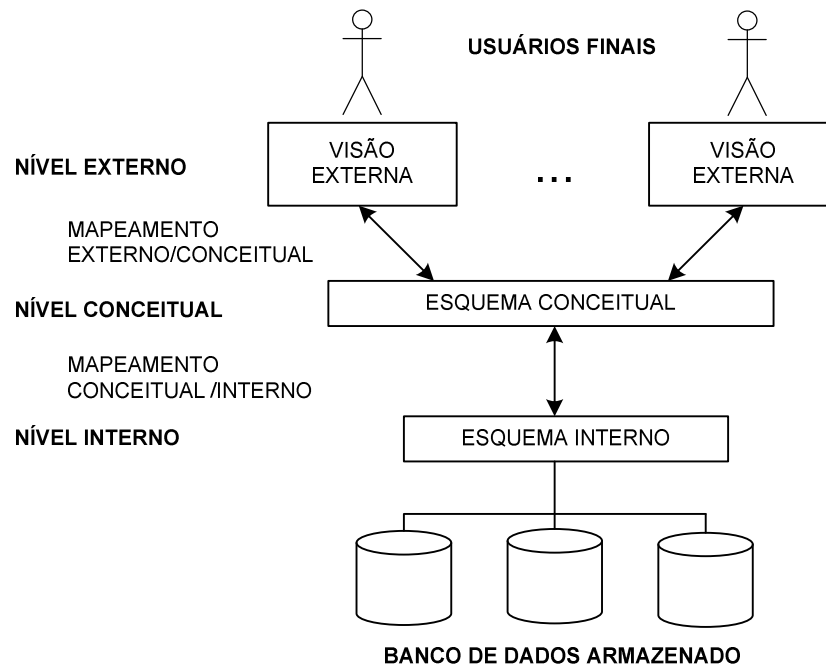 USUÁRIOS FINAIS
VISÃO
EXTERNA
...
VISÃO
EXTERNA
NÍVEL EXTERNO
MAPEAMENTO
EXTERNO/CONCEITUAL
NÍVEL CONCEITUAL
ESQUEMA CONCEITUAL
MAPEAMENTO
CONCEITUAL /INTERNO
NÍVEL INTERNO
ESQUEMA INTERNO
BANCO DE DADOS ARMAZENADO